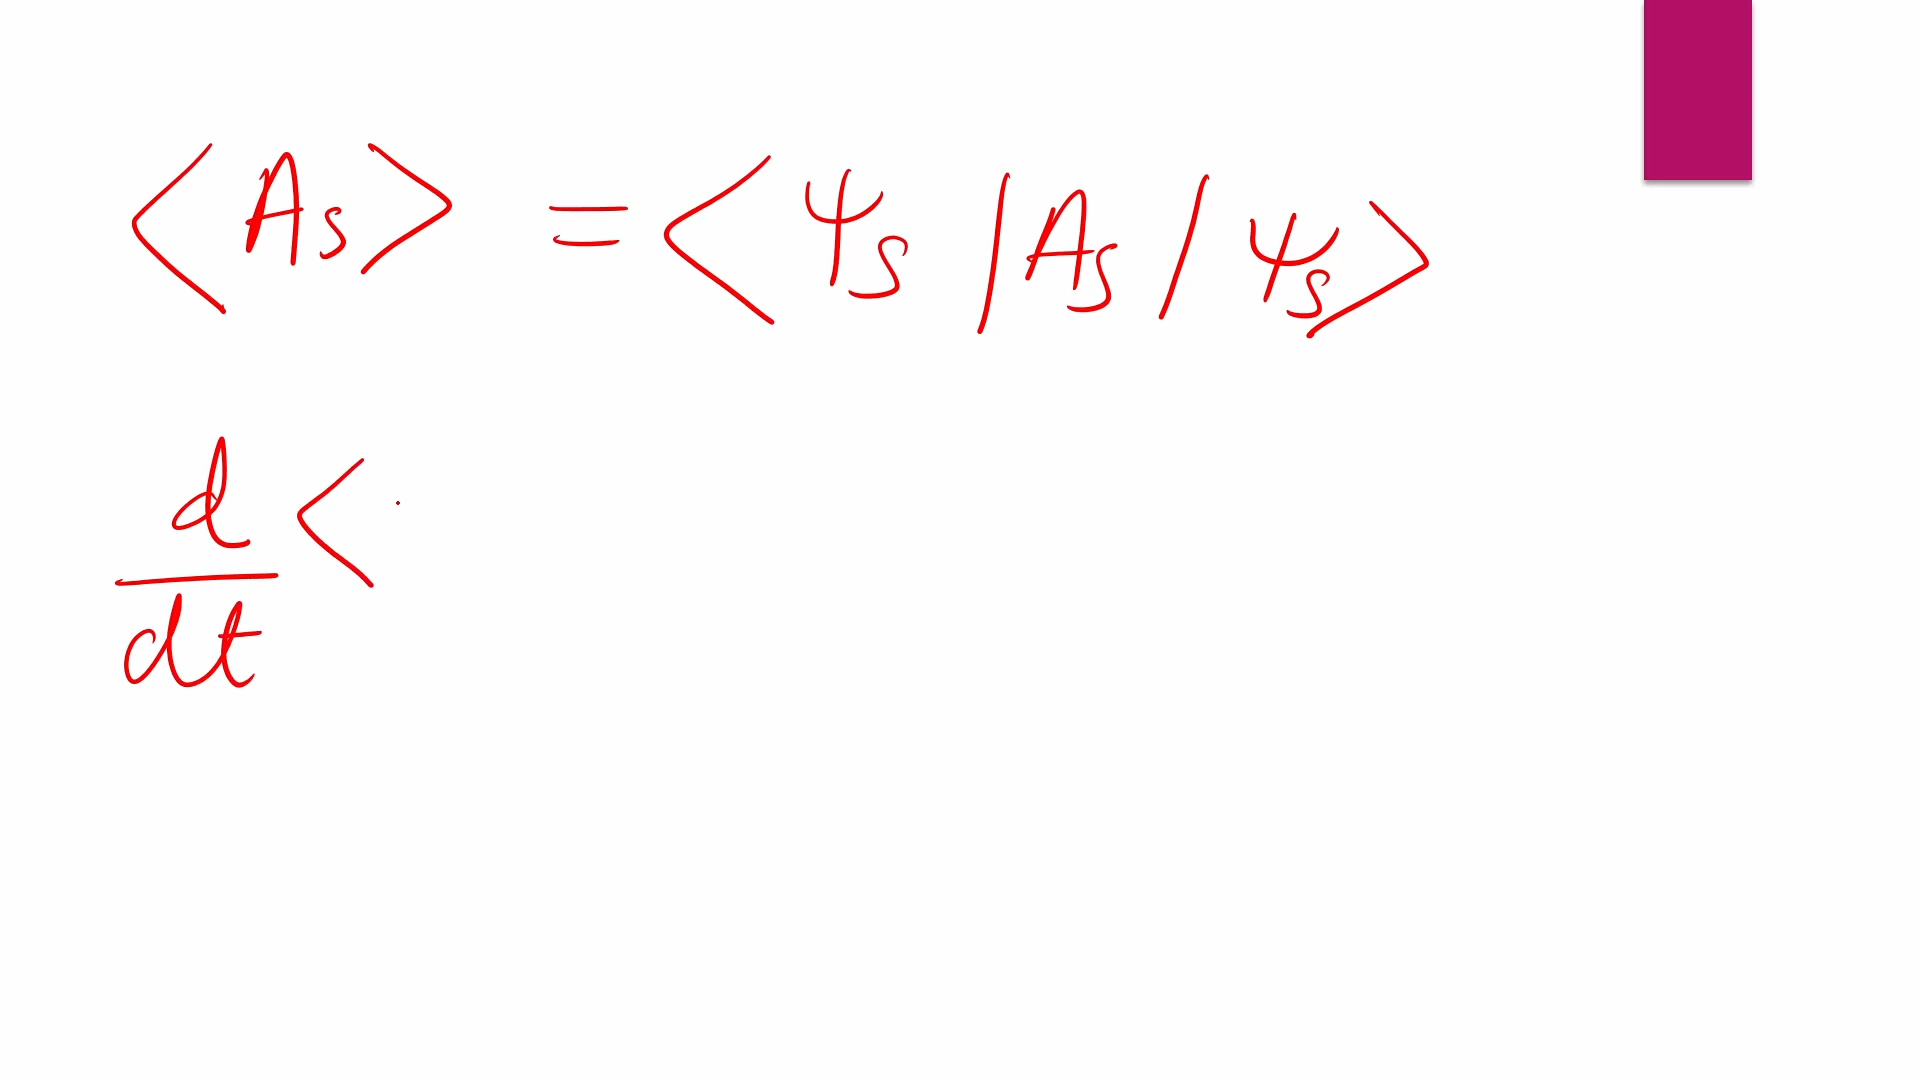 <A_s> = <Ψ_s|A_s|Ψ_s>
d/dt <